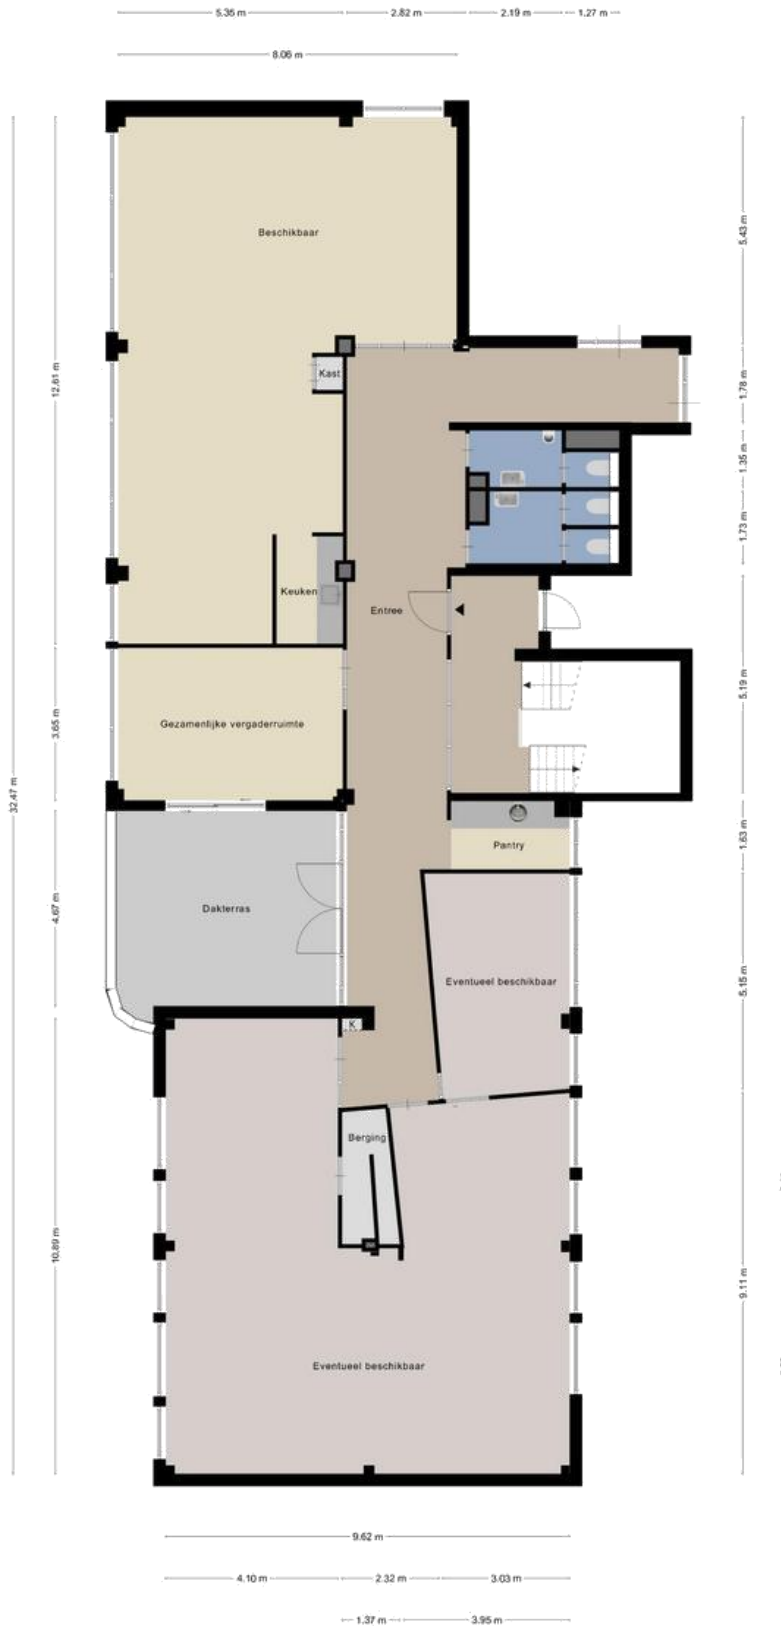 5.35 m
2.82 m
2.19 m
1.27 m
8.06 m
Beschikbaar
5.43 m
Kast
12.61 m
1.78 m
1.35 m
1.73 m
Keuken
Entree
Gezamenlijke vergaderruimte
3.65 m
5.19 m
32.47 m
Pantry
1.63 m
Dakterras
4.67 m
Eventueel beschikbaar
5.15 m
K
Berging
10.89 m
9.11 m
Eventueel beschikbaar
9.62 m
4.10 m
2.32 m
3.03 m
1.37 m
3.95 m